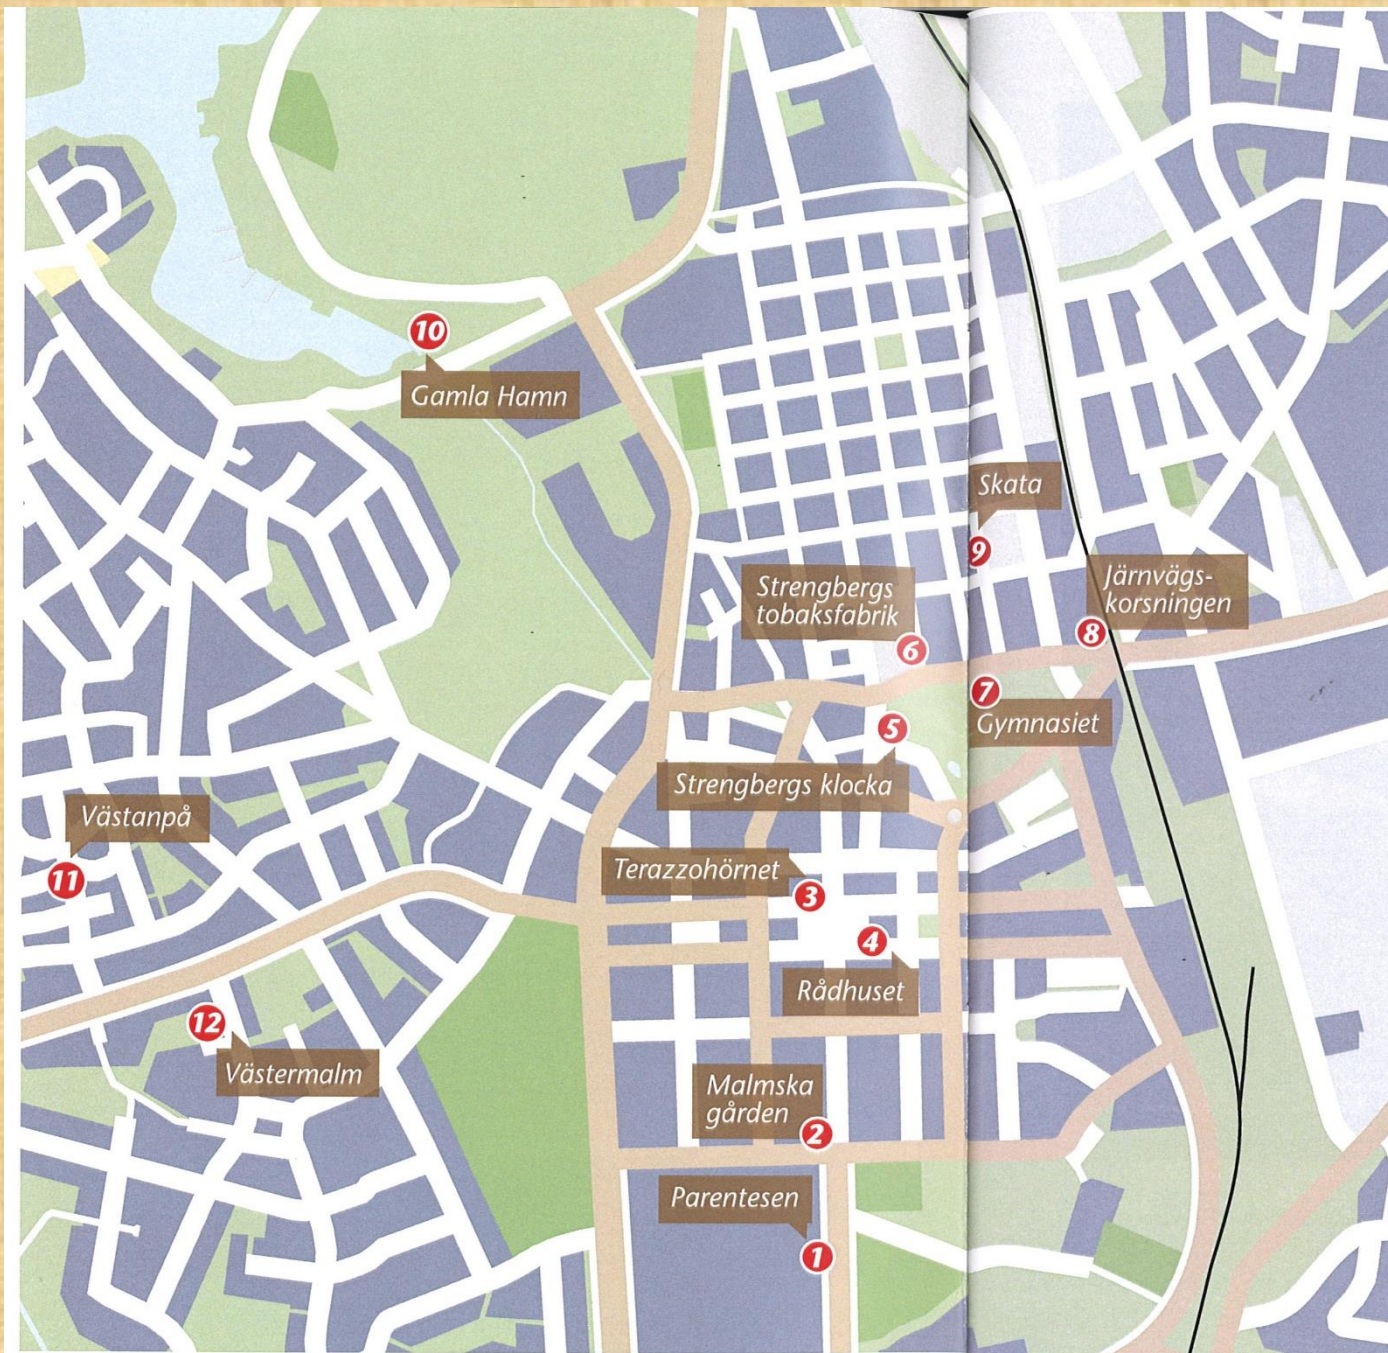 10
Gamla Hamn
Skata
9
Strengbergs
tobaksfabrik
6
Järnvägs-
korsningen
8
7
Gymnasiet
5
Strengbergs klocka
Västanpå
11
Terazzohörnet
3
4
Rådhuset
12
Västermalm
Malmska
gården
2
Parentesen
1